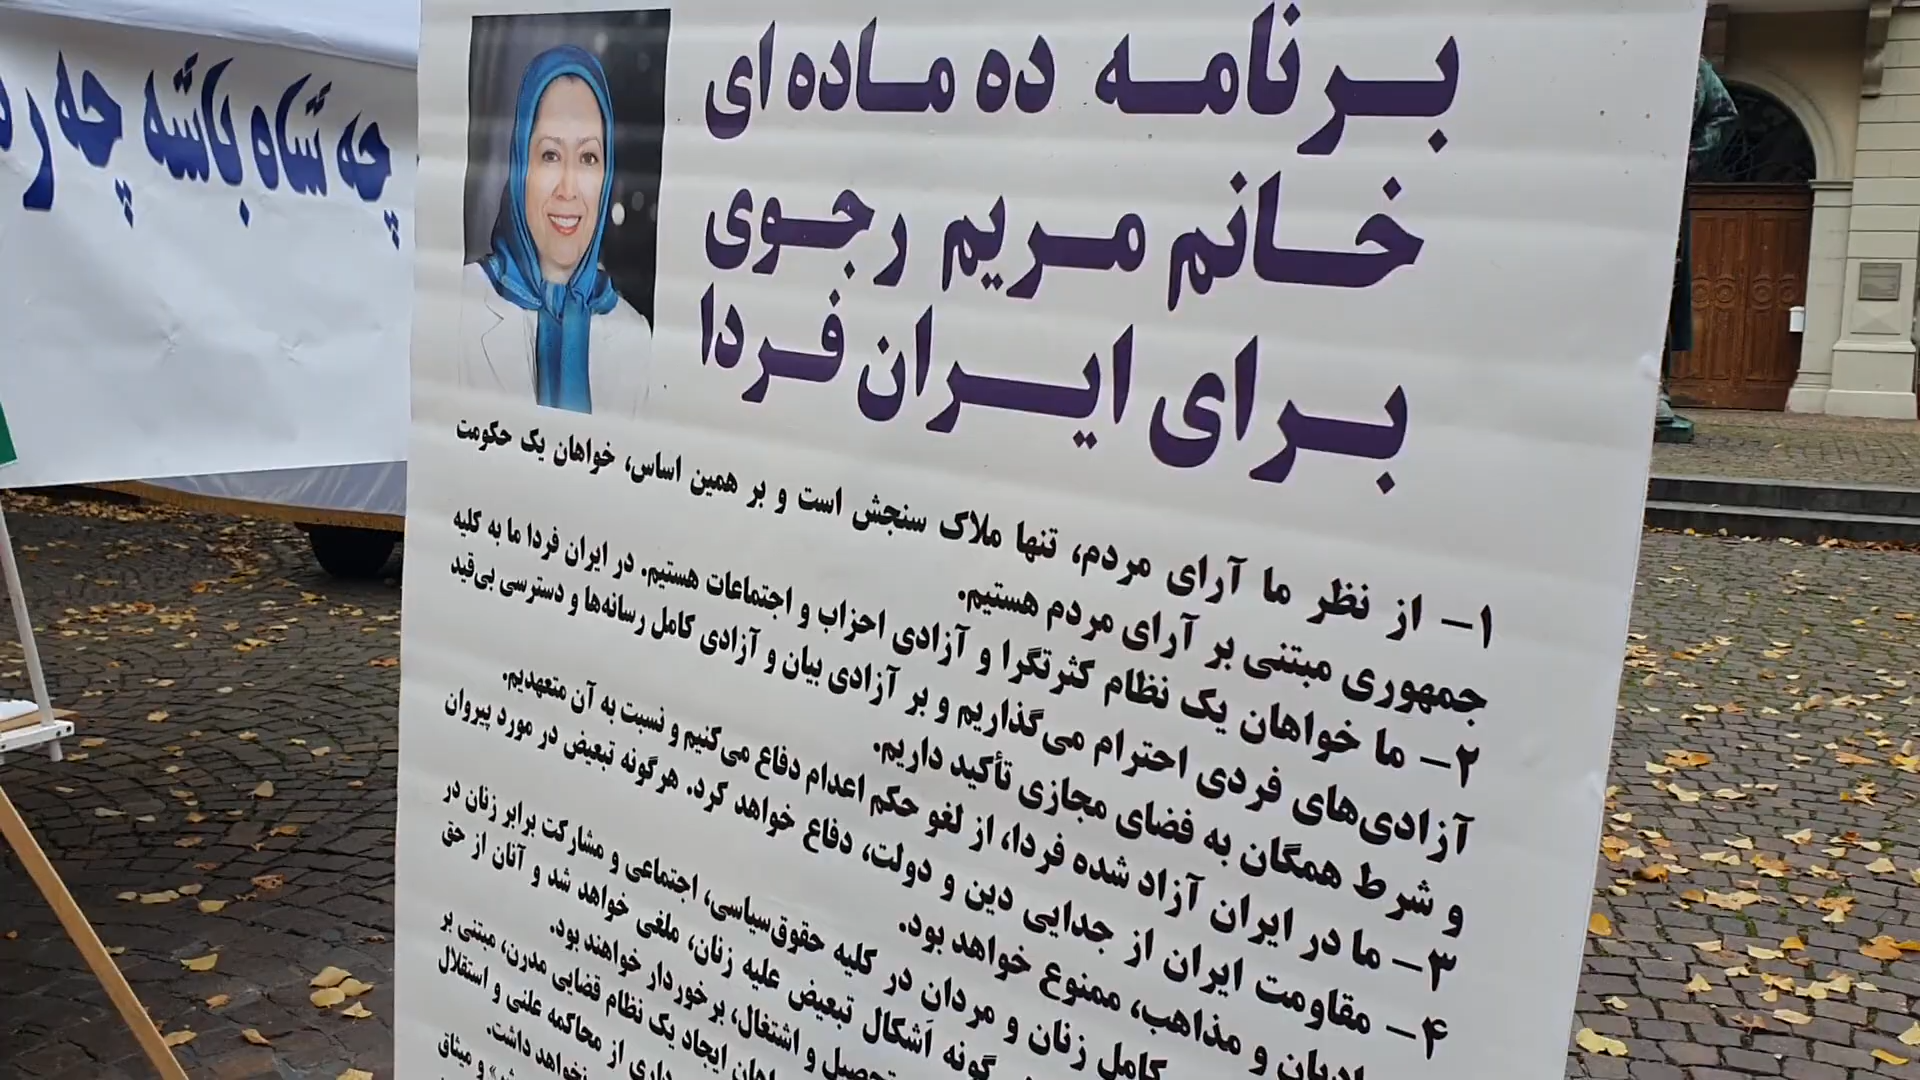 چه شاه باشه چه ر
برنامه ده ماده ای
خانم مریم رجوی
برای ایران فردا
۱- از نظر ما آرای مردم، تنها ملاک سنجش است و بر همین اساس، خواهان یک حکومت
جمهوری مبتنی بر آرای مردم هستیم.
۲- ما خواهان یک نظام کثرتگرا و آزادی احزاب و اجتماعات هستیم. در ایران فردا ما به کلیه
آزادی‌های فردی احترام می‌گذاریم و بر آزادی بیان و آزادی کامل رسانه‌ها و دسترسی بی‌قید
و شرط همگان به فضای مجازی تأکید داریم.
۳- ما در ایران آزاد شده فردا، از لغو حکم اعدام دفاع می‌کنیم و نسبت به آن متعهدیم.
۴- مقاومت ایران از جدایی دین و دولت، دفاع خواهد کرد. هرگونه تبعیض در مورد پیروان
ادیان و مذاهب، ممنوع خواهد بود.
کامل زنان و مردان در کلیه حقوق‌سیاسی، اجتماعی و مشارکت برابر زنان در
گونه اَشکال تبعیض علیه زنان، ملغی خواهد شد و آنان از حق
تحصیل و اشتغال، برخوردار خواهند بود.
ایجاد یک نظام قضایی مدرن، مبتنی بر
از محاکمه علنی و استقلال
نخواهد داشت.
و میثاق